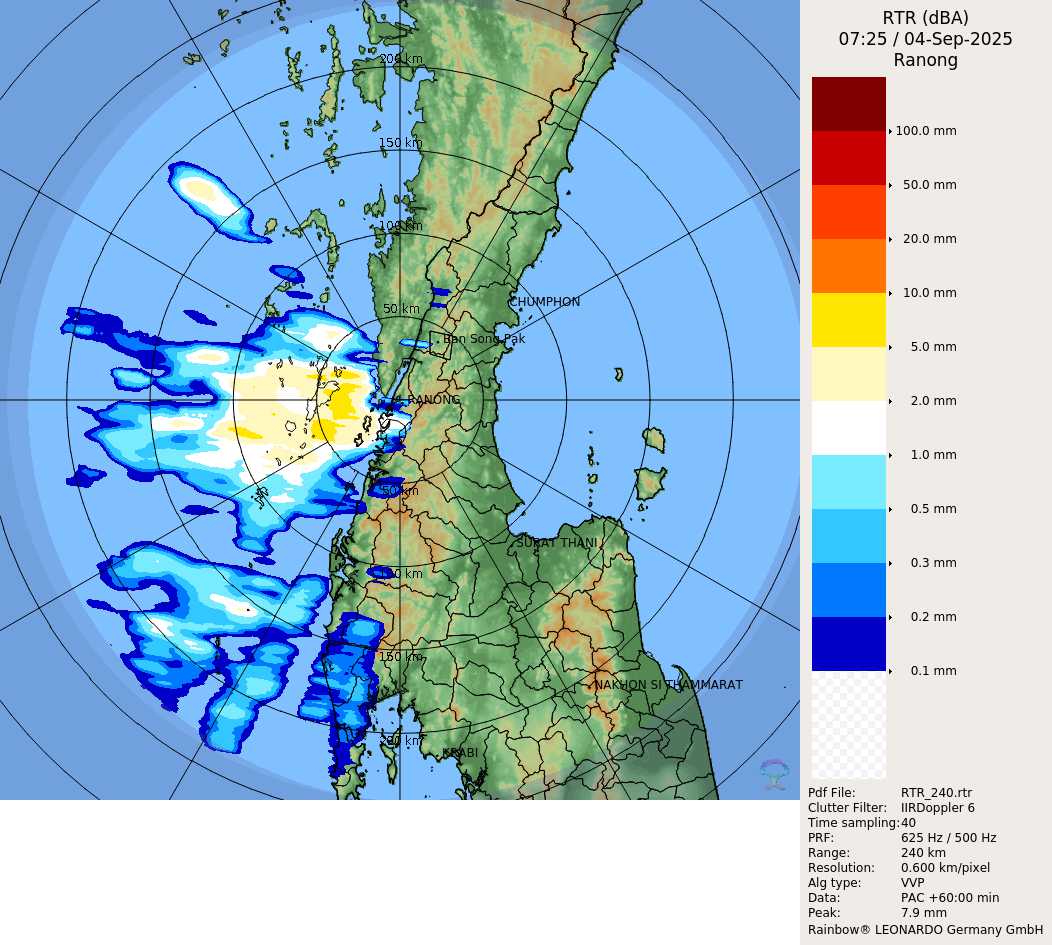 RTR (dBA)
07:25 / 04-Sep-2025
Ranong
200 km
150 km
100 km
50 km
CHUMPHON
Ban Song Pak
RANONG
50 km
SURAT THANI
100 km
150 km
NAKHON SI THAMMARAT
200 km
KRABI
100.0 mm
50.0 mm
20.0 mm
10.0 mm
5.0 mm
2.0 mm
1.0 mm
0.5 mm
0.3 mm
0.2 mm
0.1 mm
Pdf File: RTR_240.rtr
Clutter Filter: IIRDoppler 6
Time sampling:40
PRF: 625 Hz / 500 Hz
Range: 240 km
Resolution: 0.600 km/pixel
Alg type: VVP
Data: PAC +60:00 min
Peak: 7.9 mm
Rainbow® LEONARDO Germany GmbH